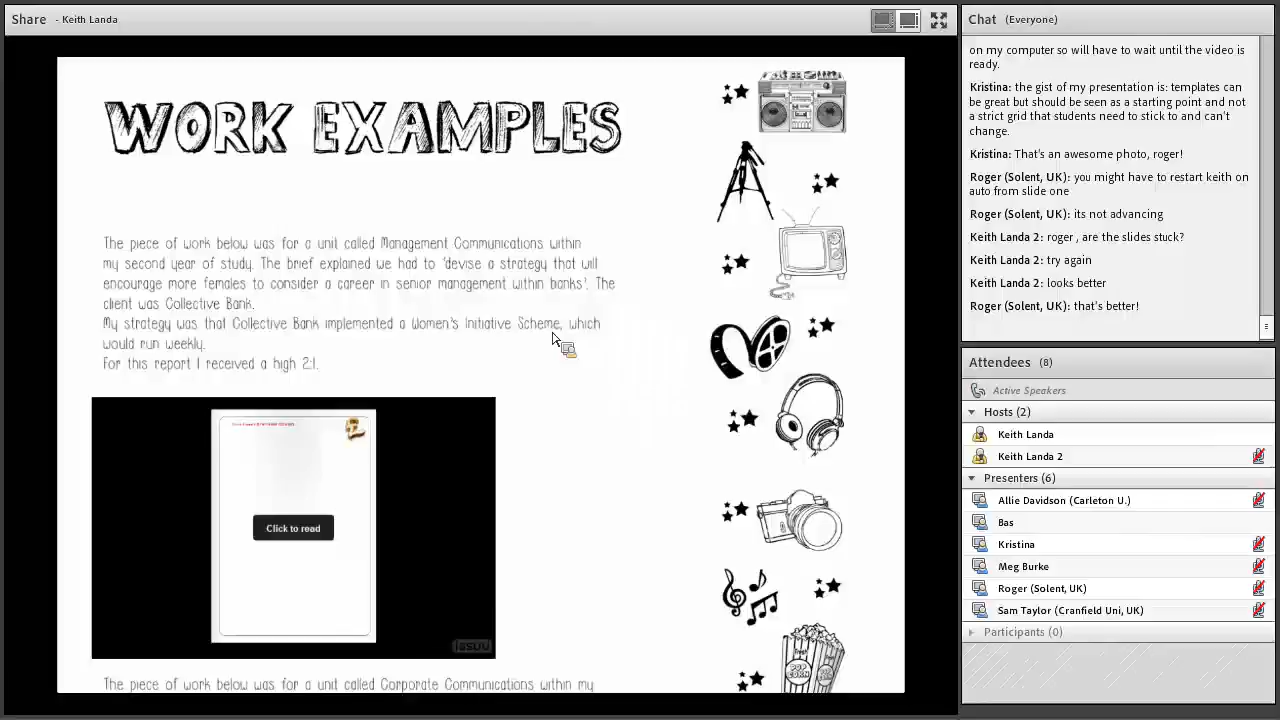 Share - Keith Landa
WORK EXAMPLES
The piece of work below was for a unit called Management Communications within
my second year of study. The brief explained we had to 'devise a strategy that will
encourage more females to consider a career in senior management within banks'. The
client was Collective Bank.
My strategy was that Collective Bank implemented a Women's Initiative Scheme, which
would run weekly.
For this report I received a high 2:1.
Click to read
issuu
The piece of work below was for a unit called Corporate Communications within my
POP
CORN
Chat (Everyone)
on my computer so will have to wait until the video is
ready.
Kristina: the gist of my presentation is templates can
be great but should be seen as a starting point and not
a strict grid that students need to stick to and can't
change.
Kristina: That's an awesome photo, roger!
Roger (Solent, UK): you might have to restart keith on
auto from slide one
Roger (Solent, UK): its not advancing
Keith Landa 2: roger , are the slides stuck?
Keith Landa 2: try again
Keith Landa 2: looks better
Roger (Solent, UK): that's better!
Attendees (8)
Active Speakers
Hosts (2)
Keith Landa
Keith Landa 2
Presenters (6)
Allie Davidson (Carleton U.)
Bas
Kristina
Meg Burke
Roger (Solent, UK)
Sam Taylor (Cranfield Uni, UK)
Participants (0)